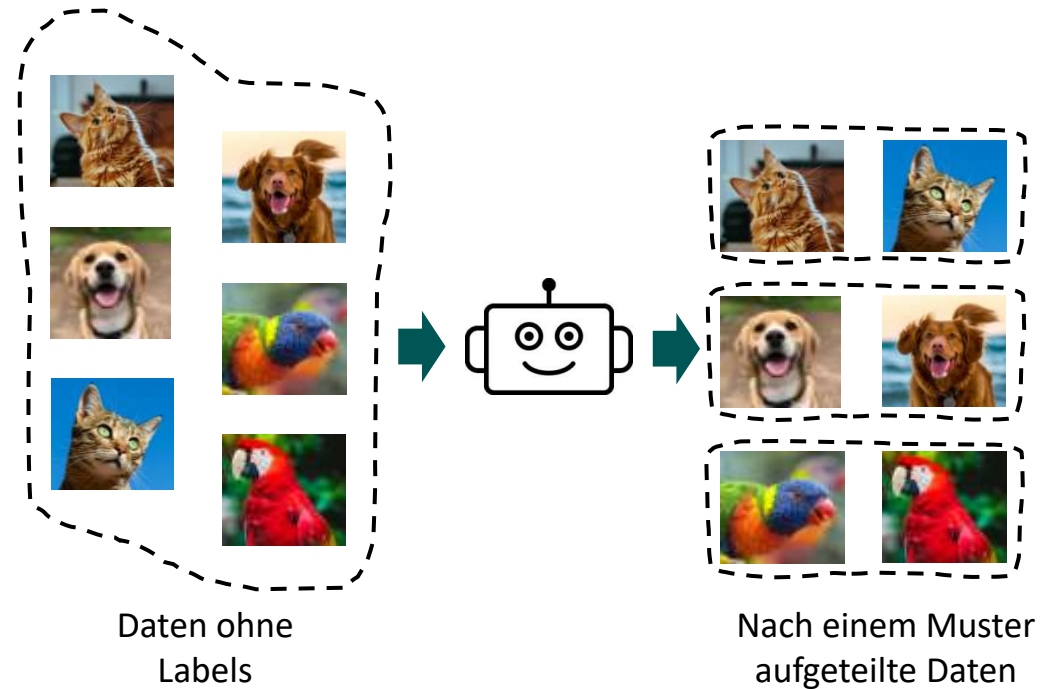 Daten ohne
Labels
Nach einem Muster
aufgeteilte Daten